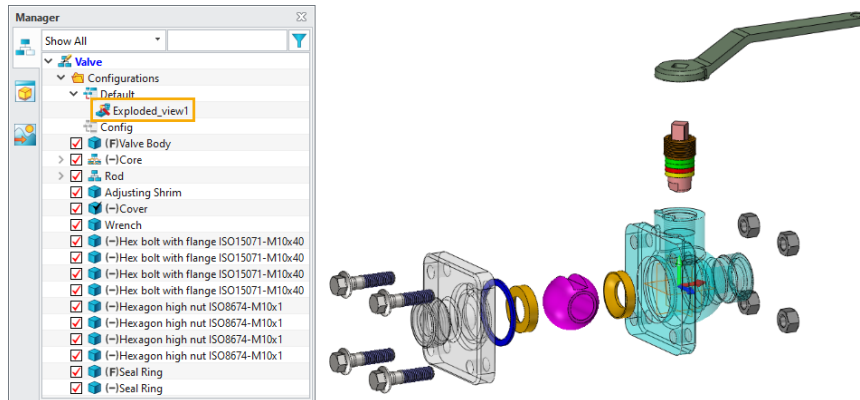 Manager
Show All
Valve
Configurations
Default
Exploded_view1
Config
(F)Valve Body
(−)Core
Rod
Adjusting Shrim
(−)Cover
Wrench
(−)Hex bolt with flange ISO15071-M10x40
(−)Hex bolt with flange ISO15071-M10x40
(−)Hex bolt with flange ISO15071-M10x40
(−)Hex bolt with flange ISO15071-M10x40
(−)Hexagon high nut ISO8674-M10x1
(−)Hexagon high nut ISO8674-M10x1
(−)Hexagon high nut ISO8674-M10x1
(−)Hexagon high nut ISO8674-M10x1
(F)Seal Ring
(−)Seal Ring